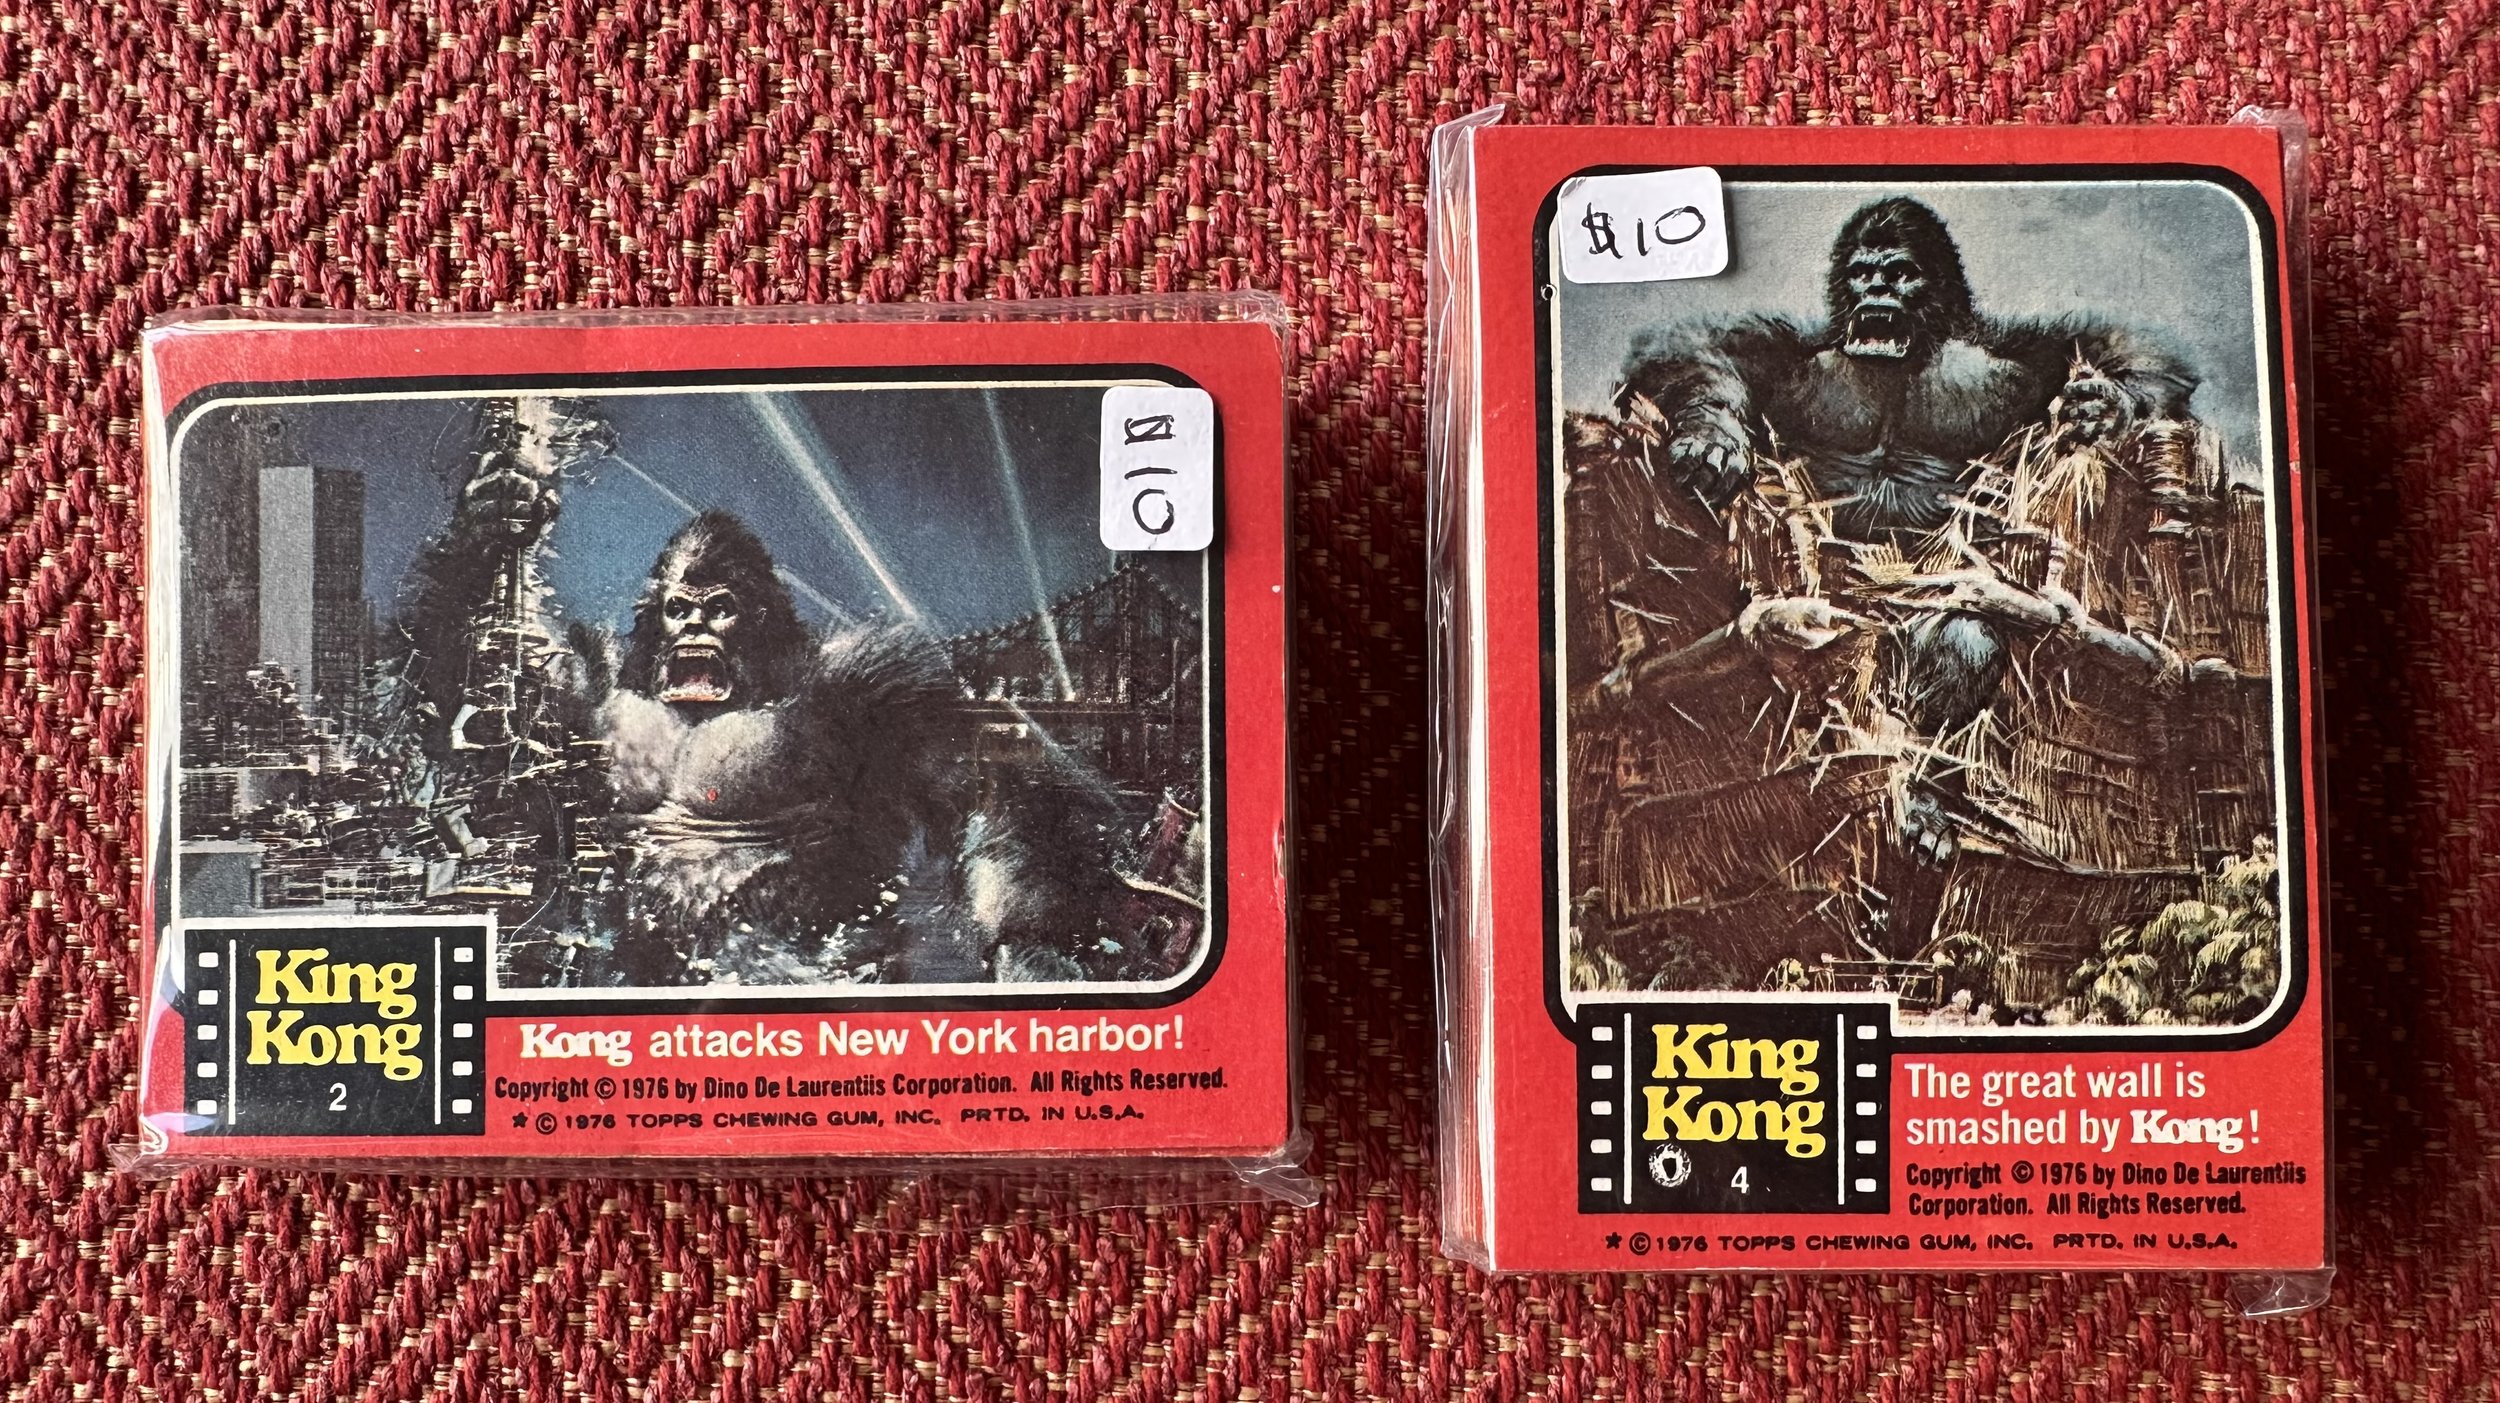 $10
King
Kong
2
Kong attacks New York harbor!
Copyright © 1976 by Dino De Laurentiis Corporation. All Rights Reserved.
* © 1976 TOPPS CHEWING GUM, INC. PRTD. IN U.S.A.
$10
King
Kong
4
The great wall is
smashed by Kong!
Copyright © 1976 by Dino De Laurentiis
Corporation. All Rights Reserved.
* © 1976 TOPPS CHEWING GUM, INC. PRTD. IN U.S.A.